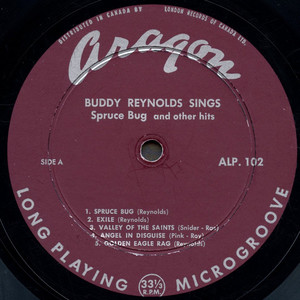 DISTRIBUTED IN CANADA BY LONDON RECORDS OF CANADA LTD.
Aragon
BUDDY REYNOLDS SINGS
Spruce Bug and other hits
SIDE A
ALP. 102
1. SPRUCE BUG (Reynolds)
2. EXILE (Reynolds)
3. VALLEY OF THE SAINTS (Snider - Roy)
4. ANGEL IN DISGUISE (Pink - Roy)
5. GOLDEN EAGLE RAG (Reynolds)
LONG PLAYING 33⅓ R.P.M. MICROGROOVE